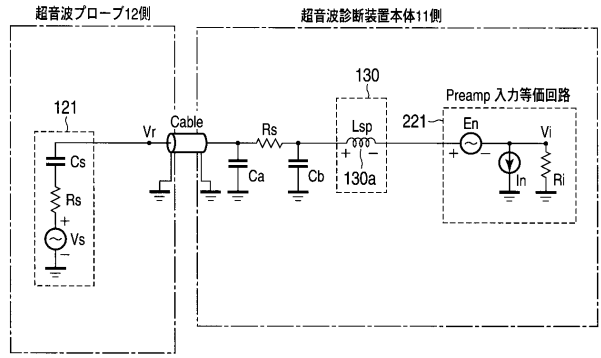 超音波プローブ12側
超音波診断装置本体11側
121
Vr
Cable
Cs
Rs
+
Vs
−
Ca
Rs
Cb
130
Lsp
+
−
130a
Preamp 入力等価回路
221
En
+
−
Vi
In
Ri